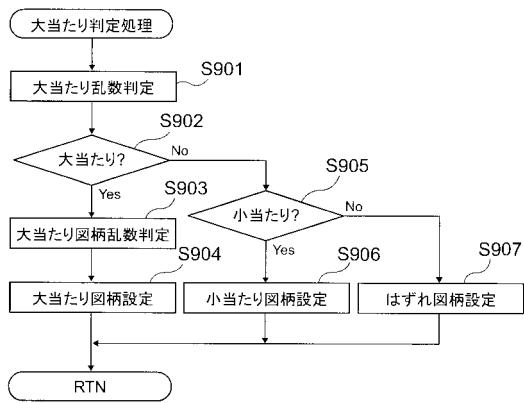 大当たり判定処理
S901
大当たり乱数判定
S902
大当たり?
No
Yes
S903
大当たり図柄乱数判定
S904
大当たり図柄設定
S905
小当たり?
No
Yes
S906
小当たり図柄設定
S907
はずれ図柄設定
RTN